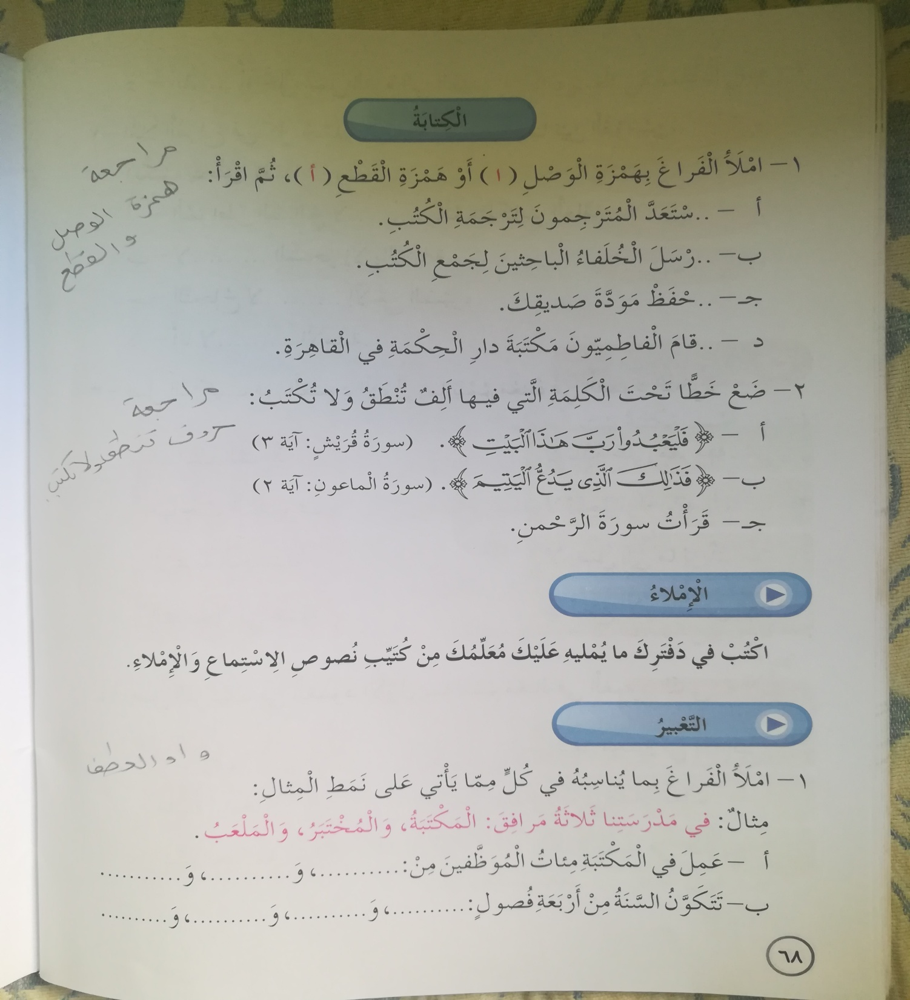 الْكِتابَةُ
١ – امْلَأْ الْفَراغَ بِهَمْزَةِ الْوَصْلِ ( ا ) أَوْ هَمْزَةِ الْقَطْعِ ( أ )، ثُمَّ اقْرَأْ:
مراجعة
همزة الوصل
والقطع
أ – ..سْتَعَدَّ الْمُتَرْجِمونَ لِتَرْجَمَةِ الْكُتُبِ.
ب– ..رْسَلَ الْخُلَفاءُ الْباحِثينَ لِجَمْعِ الْكُتُبِ.
جـ– ..حْفَظْ مَوَدَّةَ صَديقِكَ.
د – ..قامَ الْفاطِمِيّونَ مَكْتَبَةَ دارِ الْحِكْمَةِ في الْقاهِرَةِ.
٢– ضَعْ خَطًّا تَحْتَ الْكَلِمَةِ الَّتي فيها أَلِفٌ تُنْطَقُ وَلا تُكْتَبُ:
مراجعة
حروف تنطق ولا تكتب
أ – ﴿ فَلْيَعْبُدُواْ رَبَّ هَٰذَا ٱلْبَيْتِ ﴾. (سورَةُ قُرَيْشٍ: آيَة ٣)
ب– ﴿ فَذَٰلِكَ ٱلَّذِى يَدُعُّ ٱلْيَتِيمَ ﴾. (سورَةُ الْماعونِ: آيَة ٢)
جـ– قَرَأْتُ سورَةَ الرَّحْمنِ.
الْإِمْلاءُ
اكْتُبْ في دَفْتَرِكَ ما يُمْليهِ عَلَيْكَ مُعَلِّمُكَ مِنْ كُتَيِّبِ نُصوصِ الِاسْتِماعِ وَالْإِمْلاءِ.
التَّعْبيرُ
واو العطف
١ – امْلَأْ الْفَراغَ بِما يُناسِبُهُ في كُلٍّ مِمّا يَأْتي عَلى نَمَطِ الْمِثالِ:
مِثالٌ: في مَدْرَسَتِنا ثَلاثَةُ مَرافِقَ: الْمَكْتَبَةُ، وَالْمُخْتَبَرُ، وَالْمَلْعَبُ.
أ – عَمِلَ في الْمَكْتَبَةِ مِئاتُ الْمُوَظَّفينَ مِنْ: ...........، وَ ...........، وَ ...........
ب– تَتَكَوَّنُ السَّنَةُ مِنْ أَرْبَعَةِ فُصولٍ: ..........، وَ ..........، وَ ..........، وَ ..........
٦٨